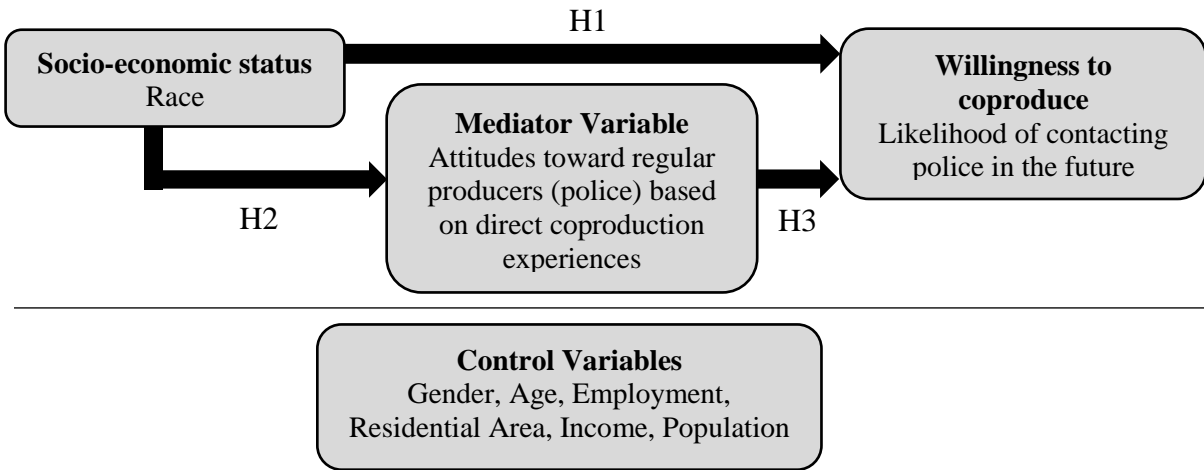 H1
Socio-economic status
Race
Willingness to
coproduce
Likelihood of contacting
police in the future
Mediator Variable
Attitudes toward regular
producers (police) based
on direct coproduction
experiences
H2
H3
Control Variables
Gender, Age, Employment,
Residential Area, Income, Population